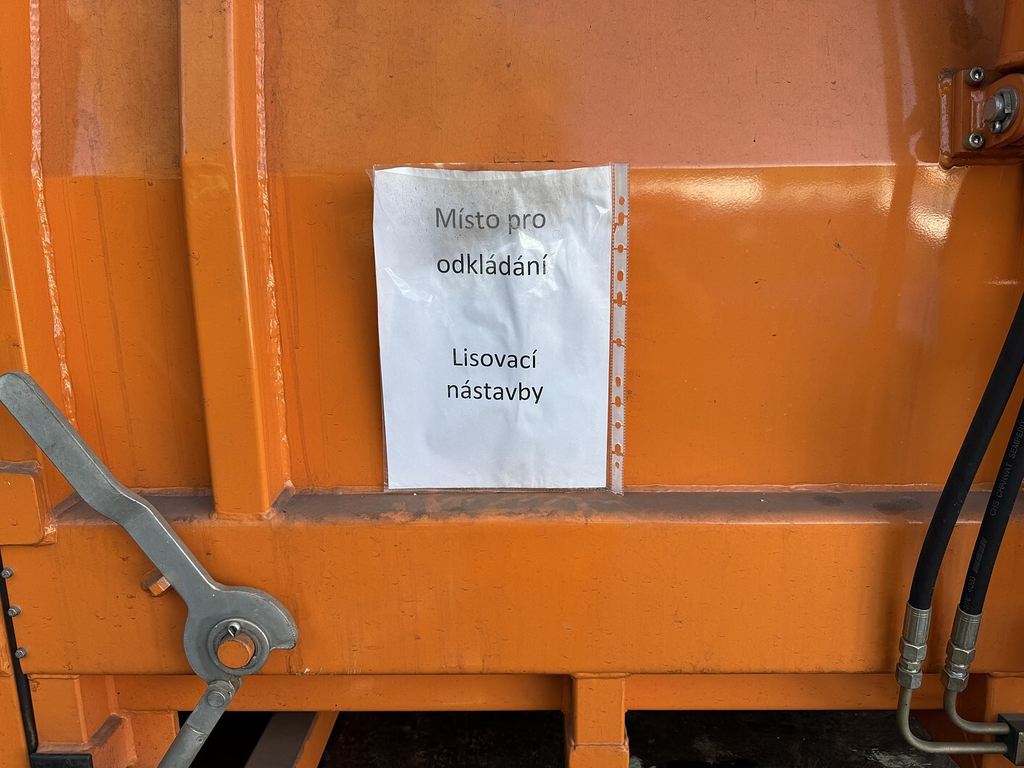 Místo pro
odkládání
Lisovací
nástavby